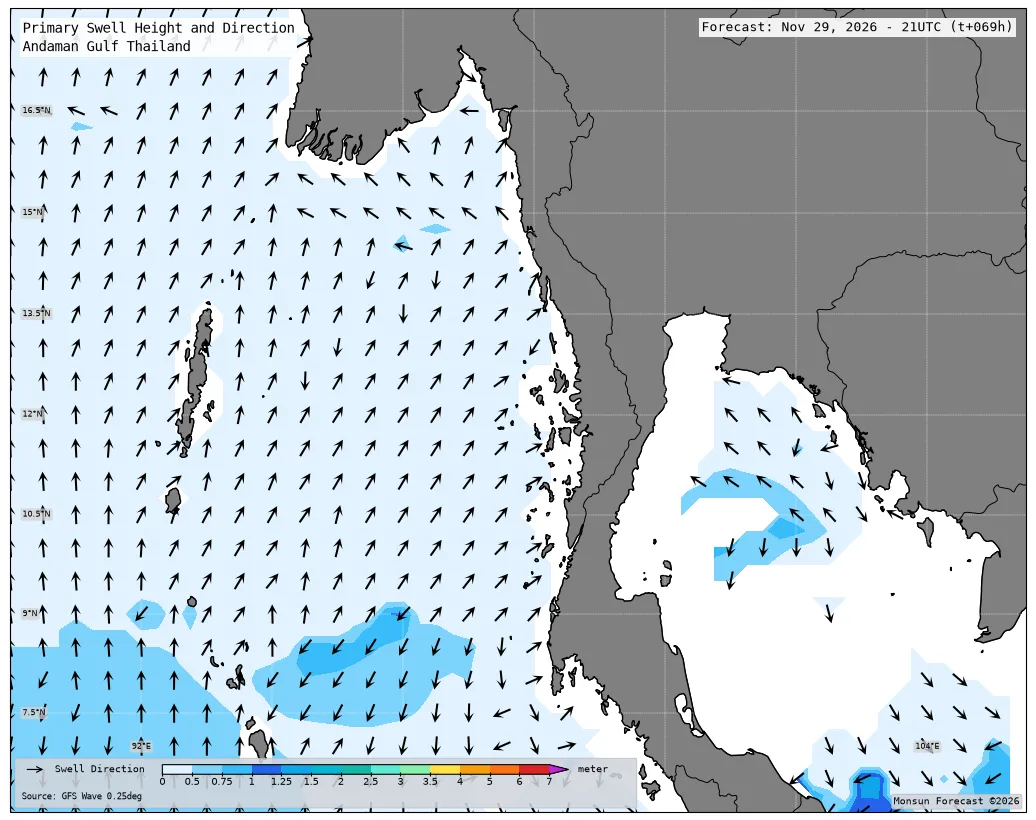 Primary Swell Height and Direction
Andaman Gulf Thailand
Forecast: Nov 29, 2026 - 21UTC (t+069h)
16.5°N
15°N
13.5°N
12°N
10.5°N
9°N
7.5°N
92°E
104°E
Swell Direction
meter
0 0.5 0.75 1 1.25 1.5 2 2.5 3 3.5 4 5 6 7
Source: GFS Wave 0.25deg
Monsun Forecast ©2026